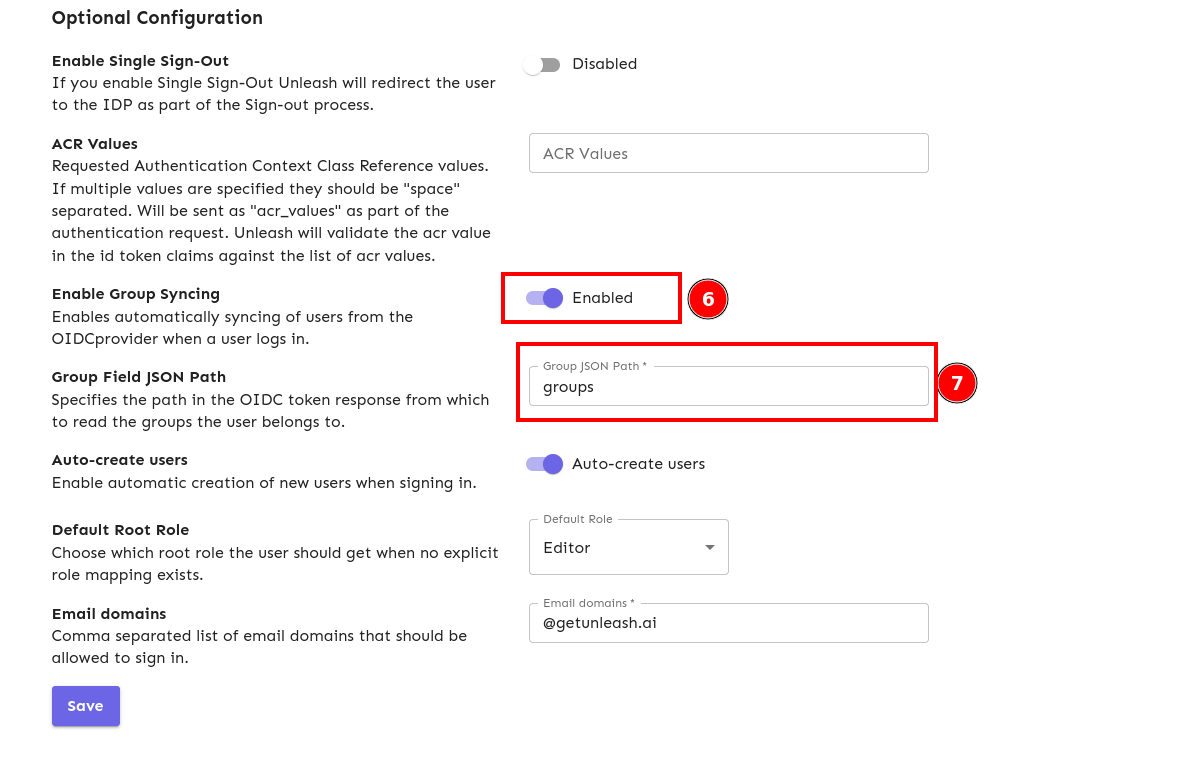 Optional Configuration
Enable Single Sign-Out
If you enable Single Sign-Out Unleash will redirect the user
to the IDP as part of the Sign-out process.
Disabled
ACR Values
Requested Authentication Context Class Reference values.
If multiple values are specified they should be "space"
separated. Will be sent as "acr_values" as part of the
authentication request. Unleash will validate the acr value
in the id token claims against the list of acr values.
ACR Values
Enable Group Syncing
Enables automatically syncing of users from the
OIDCprovider when a user logs in.
Enabled
6
Group Field JSON Path
Specifies the path in the OIDC token response from which
to read the groups the user belongs to.
Group JSON Path *
groups
7
Auto-create users
Enable automatic creation of new users when signing in.
Auto-create users
Default Root Role
Choose which root role the user should get when no explicit
role mapping exists.
Default Role
Editor
Email domains
Comma separated list of email domains that should be
allowed to sign in.
Email domains *
@getunleash.ai
Save